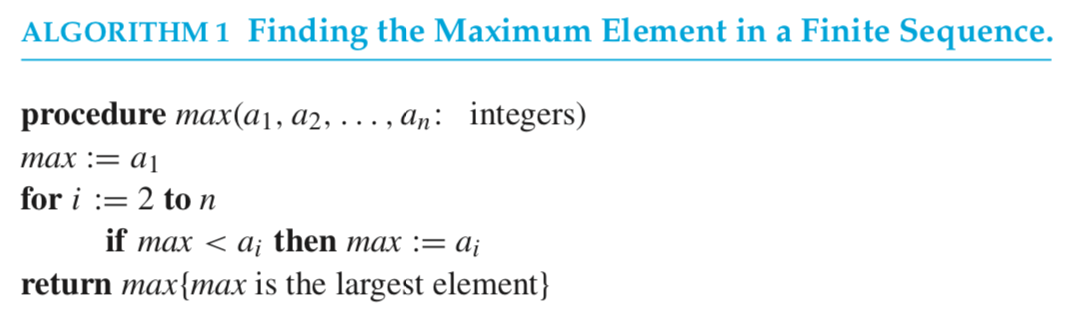 ALGORITHM 1 Finding the Maximum Element in a Finite Sequence.
procedure max(a₁, a₂, . . . , aₙ: integers)
max := a₁
for i := 2 to n
if max < aᵢ then max := aᵢ
return max{max is the largest element}